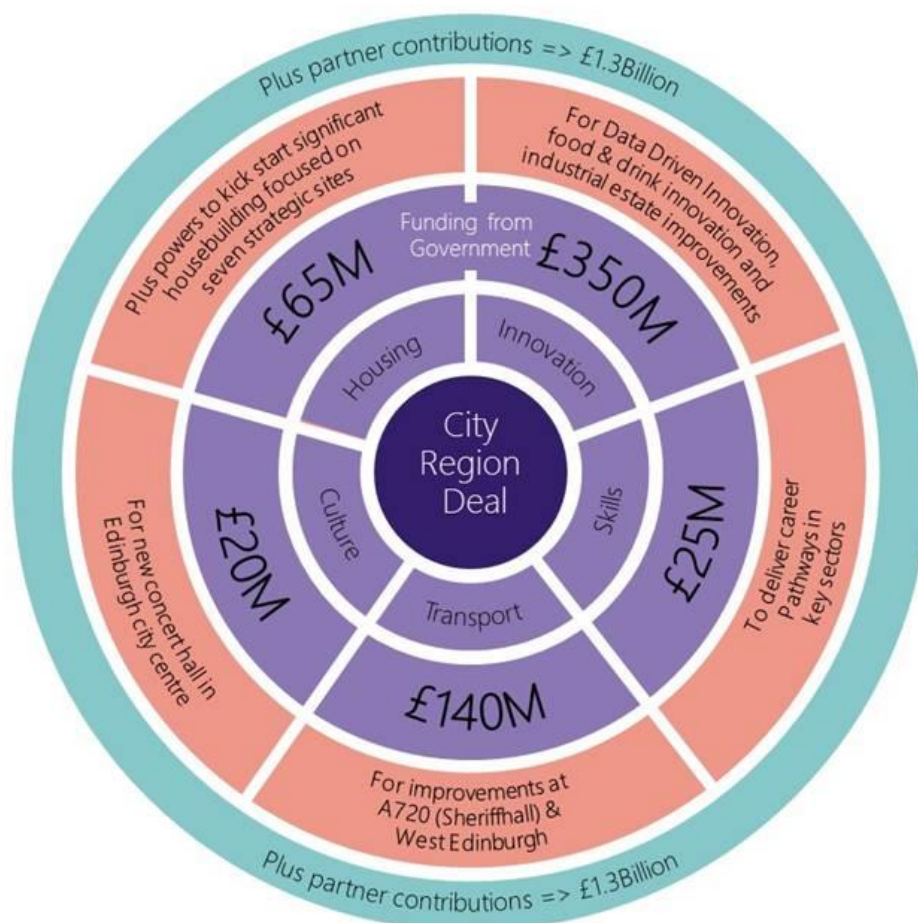 Plus partner contributions => £1.3Billion
Plus powers to kick start significant
housebuilding focused on
seven strategic sites
For Data Driven Innovation,
food & drink innovation and
industrial estate improvements
Funding from
Government
£65M
£350M
Housing
Innovation
City
Region
Deal
Culture
Skills
£20M
£25M
For new concert hall in
Edinburgh city centre
To deliver career
Pathways in
key sectors
Transport
£140M
For improvements at
A720 (Sheriffhall) &
West Edinburgh
Plus partner contributions => £1.3Billion